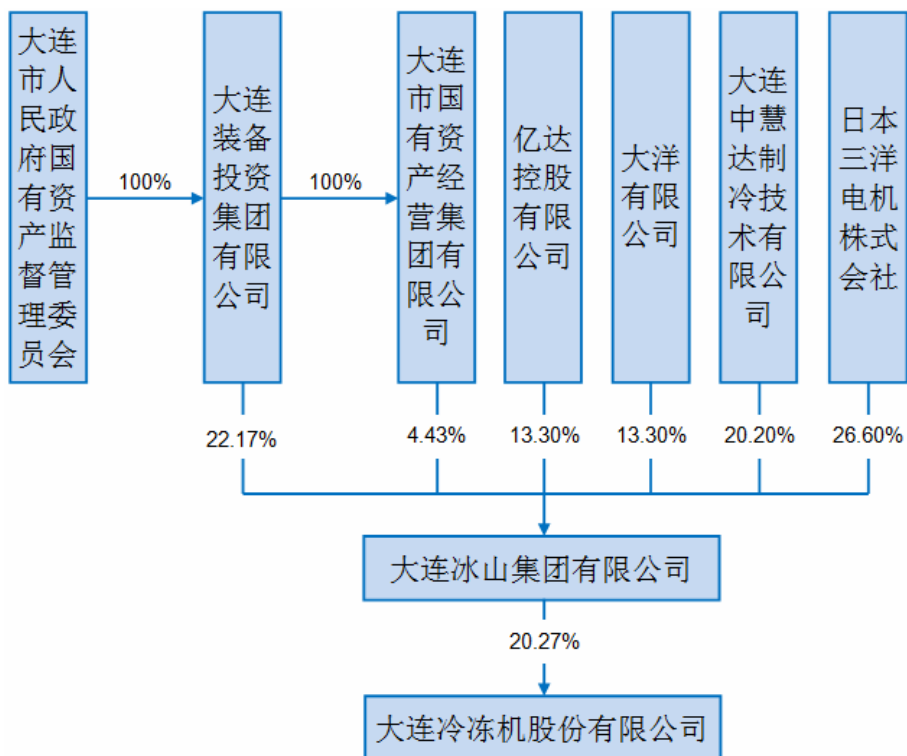 大连
市人
民政
府国
有资
产监
督管
理委
员会
100%
大连
装备
投资
集团
有限
公司
100%
大连
市国
有资
产经
营集
团有
限公
司
亿达
控股
有限
公司
大洋
有限
公司
大连
中慧
达制
冷技
术有
限公
司
日本
三洋
电机
株式
会社
22.17%
4.43%
13.30%
13.30%
20.20%
26.60%
大连冰山集团有限公司
20.27%
大连冷冻机股份有限公司